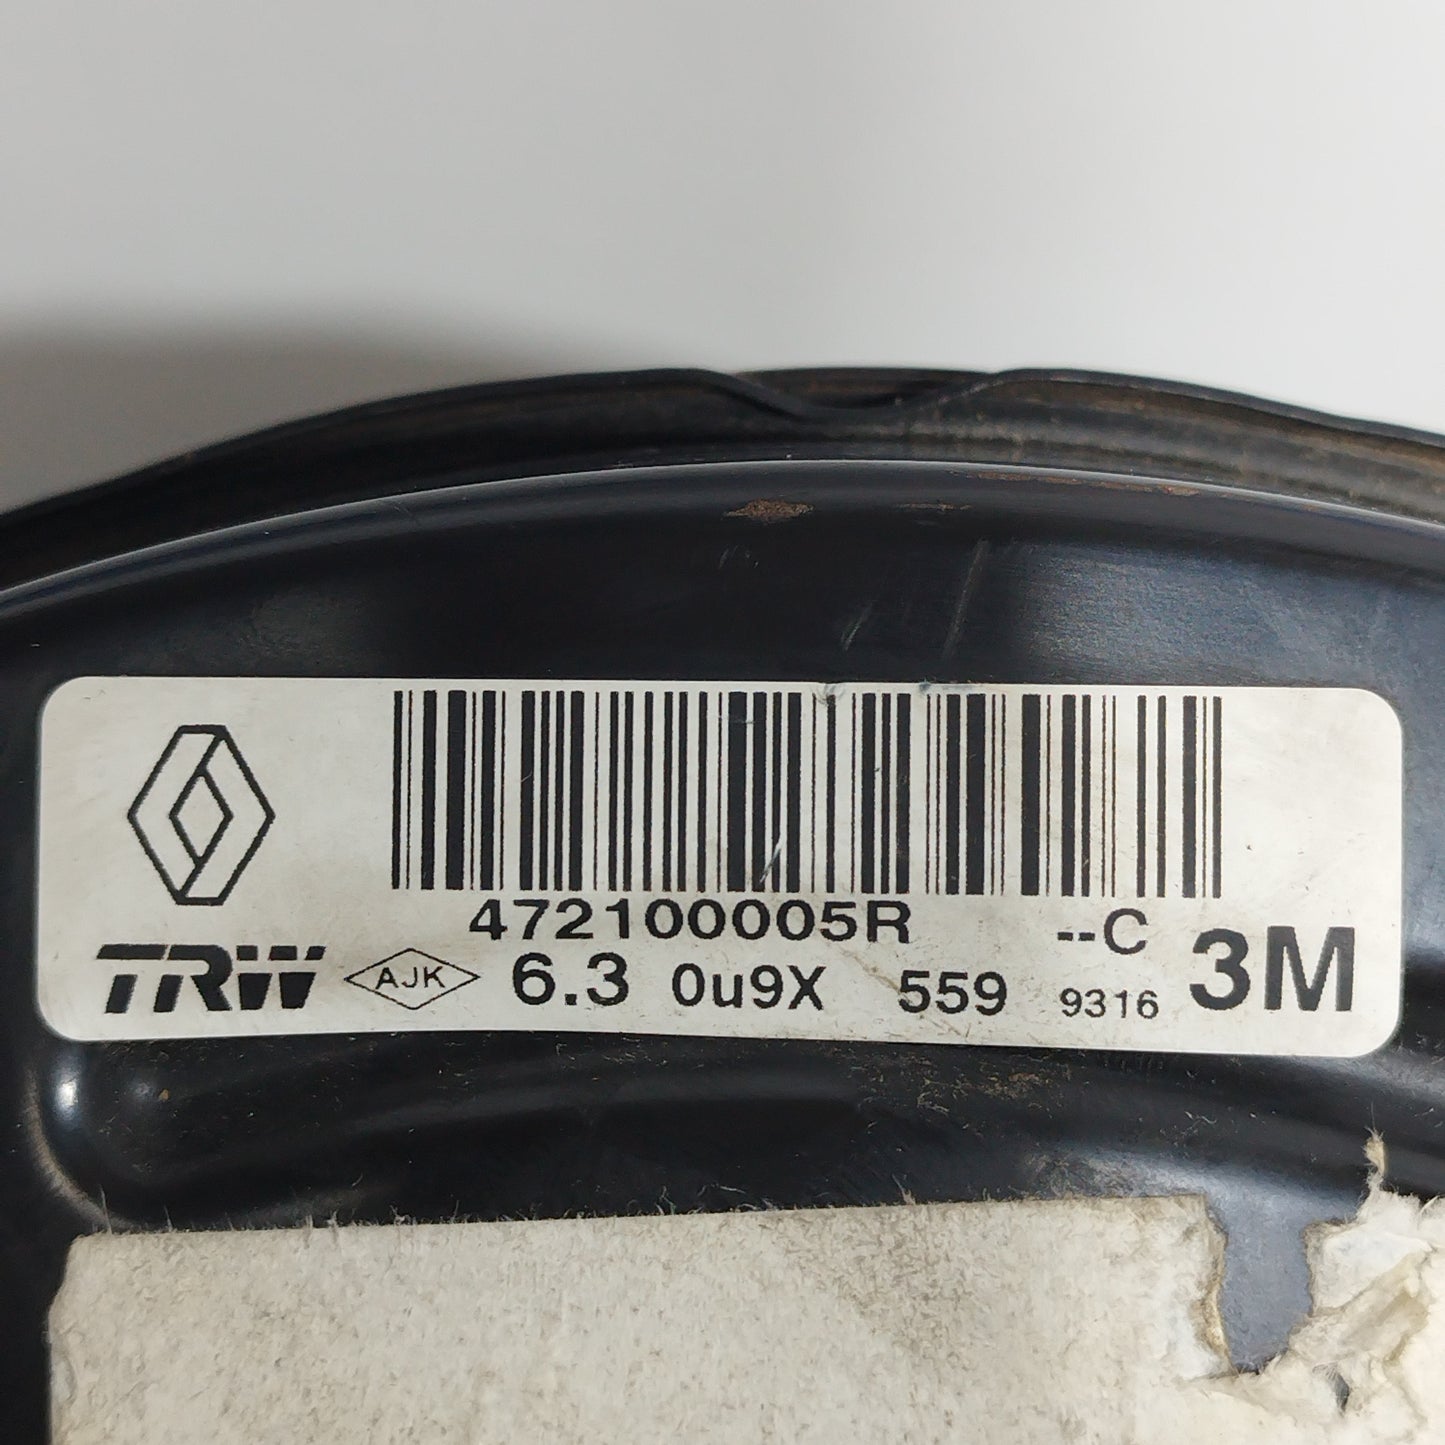 472100005R --C
TRW AJK 6.3 0u9X 559 9316 3M